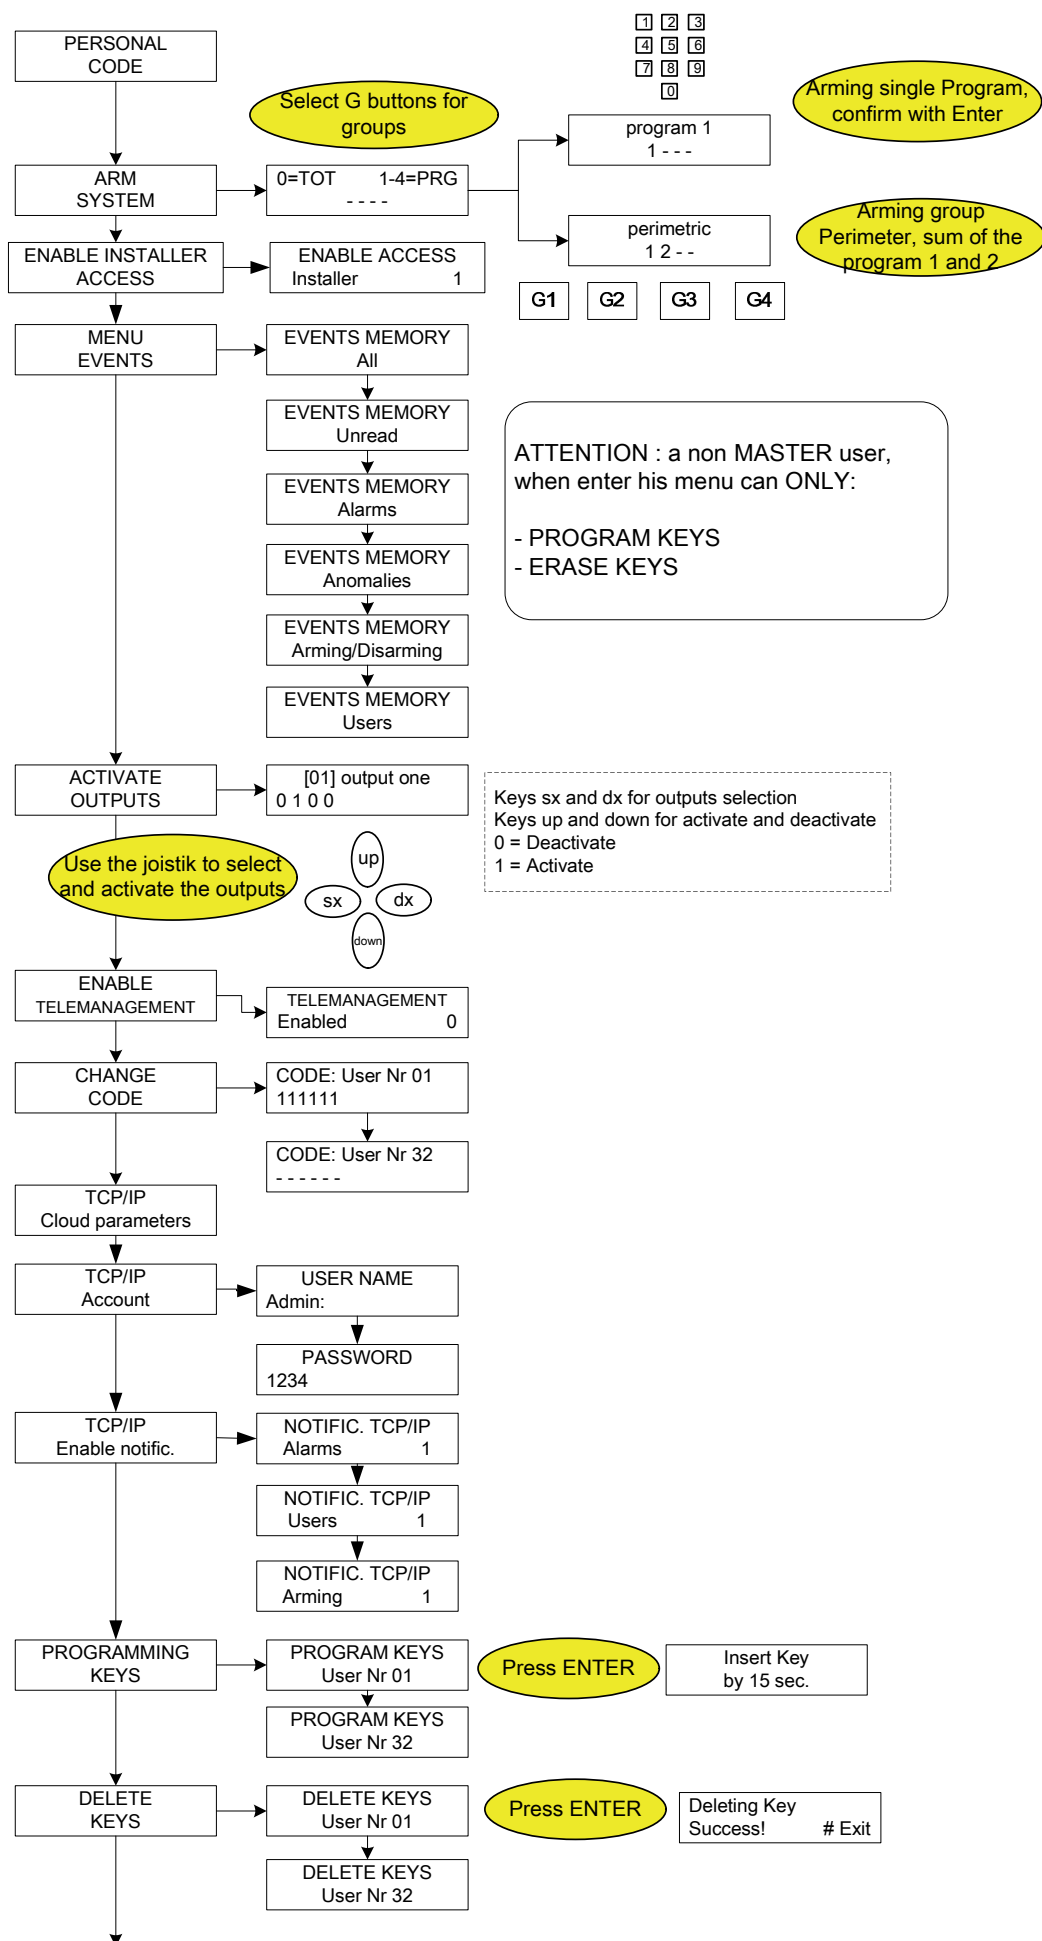 PERSONAL
CODE
Select G buttons for
groups
1 2 3
4 5 6
7 8 9
0
Arming single Program,
confirm with Enter
program 1
1 - - -
ARM
SYSTEM
0=TOT 1-4=PRG
- - - -
perimetric
1 2 - -
Arming group
Perimeter, sum of the
program 1 and 2
ENABLE INSTALLER
ACCESS
ENABLE ACCESS
Installer 1
G1 G2 G3 G4
MENU
EVENTS
EVENTS MEMORY
All
EVENTS MEMORY
Unread
EVENTS MEMORY
Alarms
EVENTS MEMORY
Anomalies
EVENTS MEMORY
Arming/Disarming
EVENTS MEMORY
Users
ATTENTION : a non MASTER user,
when enter his menu can ONLY:
- PROGRAM KEYS
- ERASE KEYS
ACTIVATE
OUTPUTS
[01] output one
0 1 0 0
Keys sx and dx for outputs selection
Keys up and down for activate and deactivate
0 = Deactivate
1 = Activate
Use the joistik to select
and activate the outputs
up
sx
dx
down
ENABLE
TELEMANAGEMENT
TELEMANAGEMENT
Enabled 0
CHANGE
CODE
CODE: User Nr 01
111111
CODE: User Nr 32
- - - - - -
TCP/IP
Cloud parameters
TCP/IP
Account
USER NAME
Admin:
PASSWORD
1234
TCP/IP
Enable notific.
NOTIFIC. TCP/IP
Alarms 1
NOTIFIC. TCP/IP
Users 1
NOTIFIC. TCP/IP
Arming 1
PROGRAMMING
KEYS
PROGRAM KEYS
User Nr 01
Press ENTER
Insert Key
by 15 sec.
PROGRAM KEYS
User Nr 32
DELETE
KEYS
DELETE KEYS
User Nr 01
Press ENTER
Deleting Key
Success! # Exit
DELETE KEYS
User Nr 32